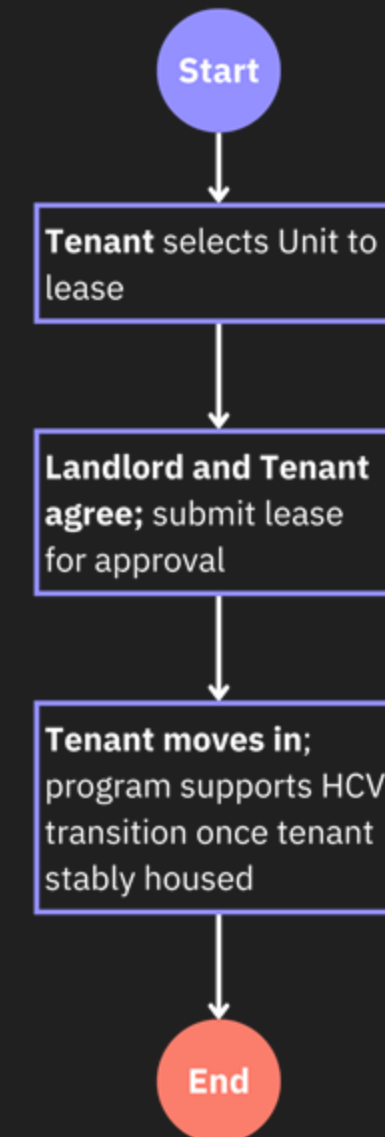 Start
Tenant selects Unit to
lease
Landlord and Tenant
agree; submit lease
for approval
Tenant moves in;
program supports HCV
transition once tenant
stably housed
End